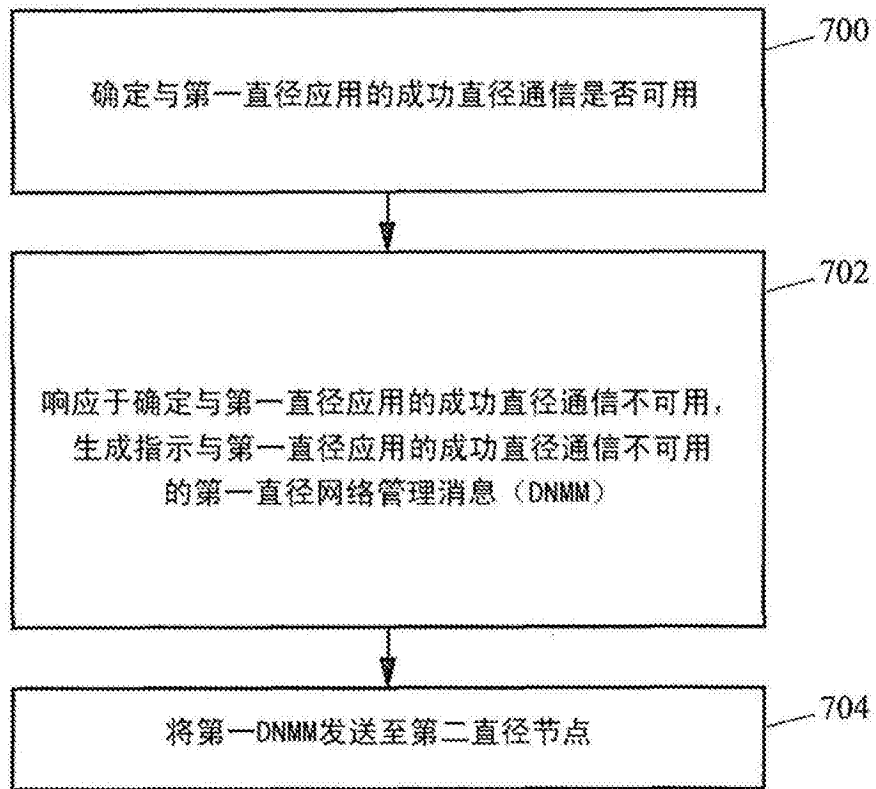 700
确定与第一直径应用的成功直径通信是否可用
702
响应于确定与第一直径应用的成功直径通信不可用，
生成指示与第一直径应用的成功直径通信不可用
的第一直径网络管理消息（DNMM）
704
将第一DNMM发送至第二直径节点